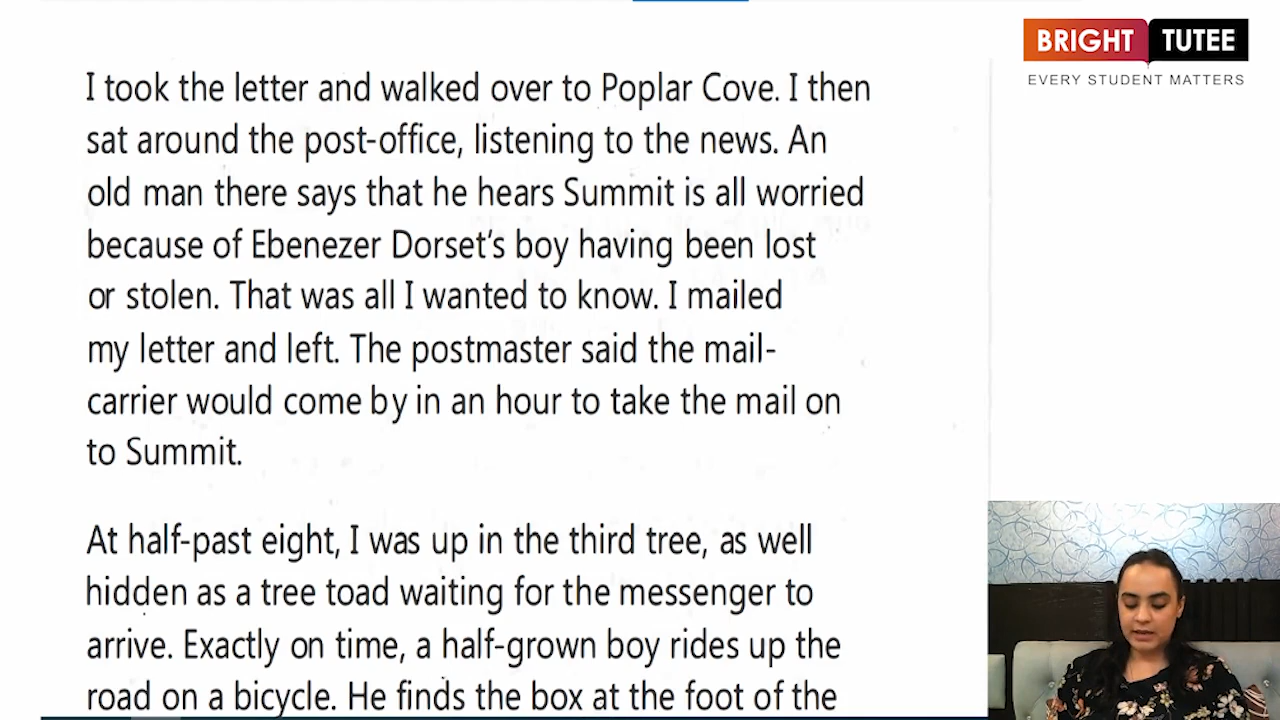 BRIGHT TUTEE
EVERY STUDENT MATTERS
I took the letter and walked over to Poplar Cove. I then
sat around the post-office, listening to the news. An
old man there says that he hears Summit is all worried
because of Ebenezer Dorset's boy having been lost
or stolen. That was all I wanted to know. I mailed
my letter and left. The postmaster said the mail-
carrier would come by in an hour to take the mail on
to Summit.
At half-past eight, I was up in the third tree, as well
hidden as a tree toad waiting for the messenger to
arrive. Exactly on time, a half-grown boy rides up the
road on a bicycle. He finds the box at the foot of the